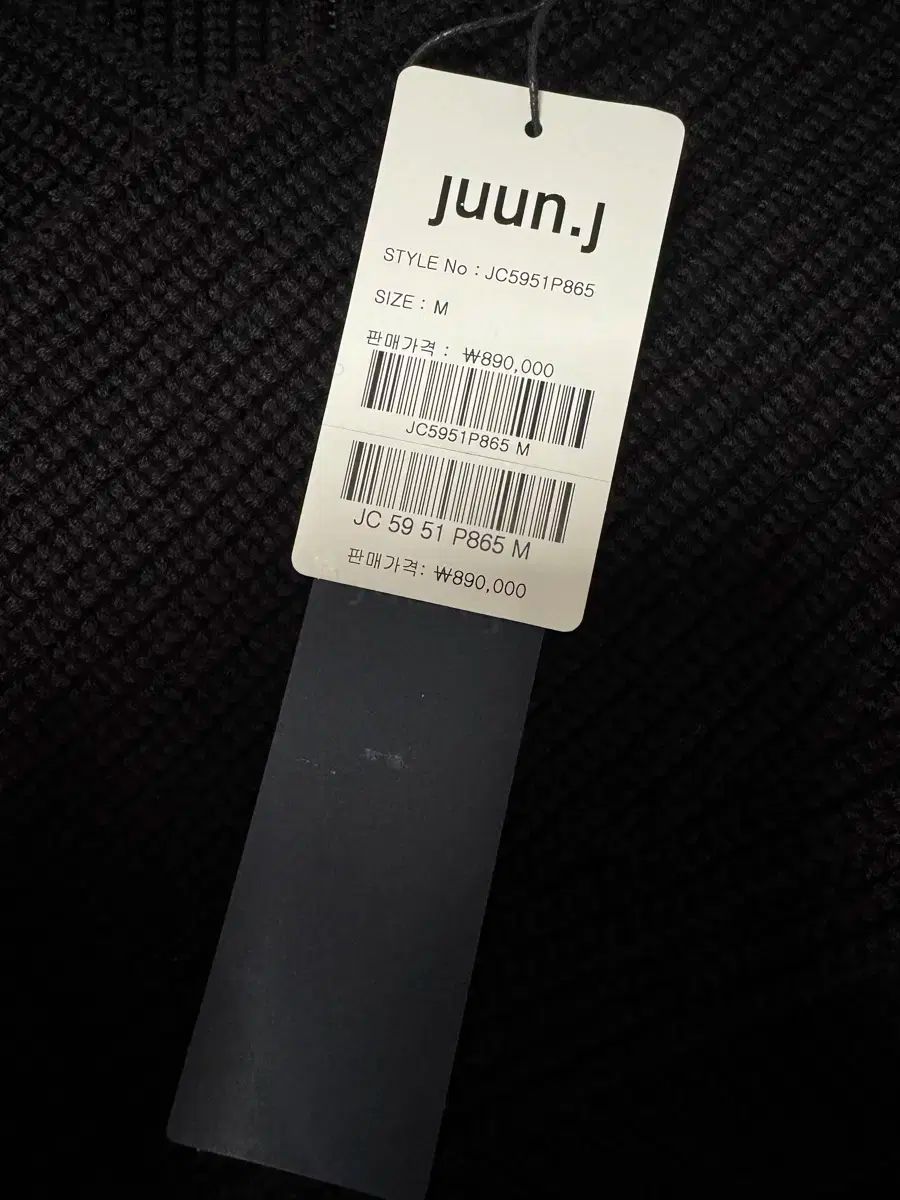 juun.j
STYLE No : JC5951P865
SIZE : M
판매가격 : ₩890,000
JC5951P865 M
JC 59 51 P865 M
판매가격: ₩890,000